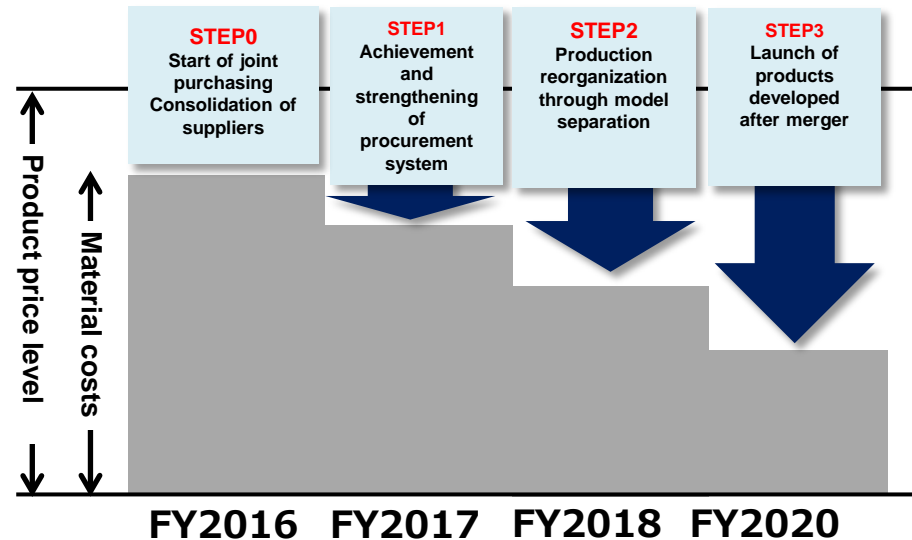 STEP0
Start of joint
purchasing
Consolidation of
suppliers
STEP1
Achievement
and
strengthening
of
procurement
system
STEP2
Production
reorganization
through model
separation
STEP3
Launch of
products
developed
after merger
Product price level
Material costs
FY2016
FY2017
FY2018
FY2020